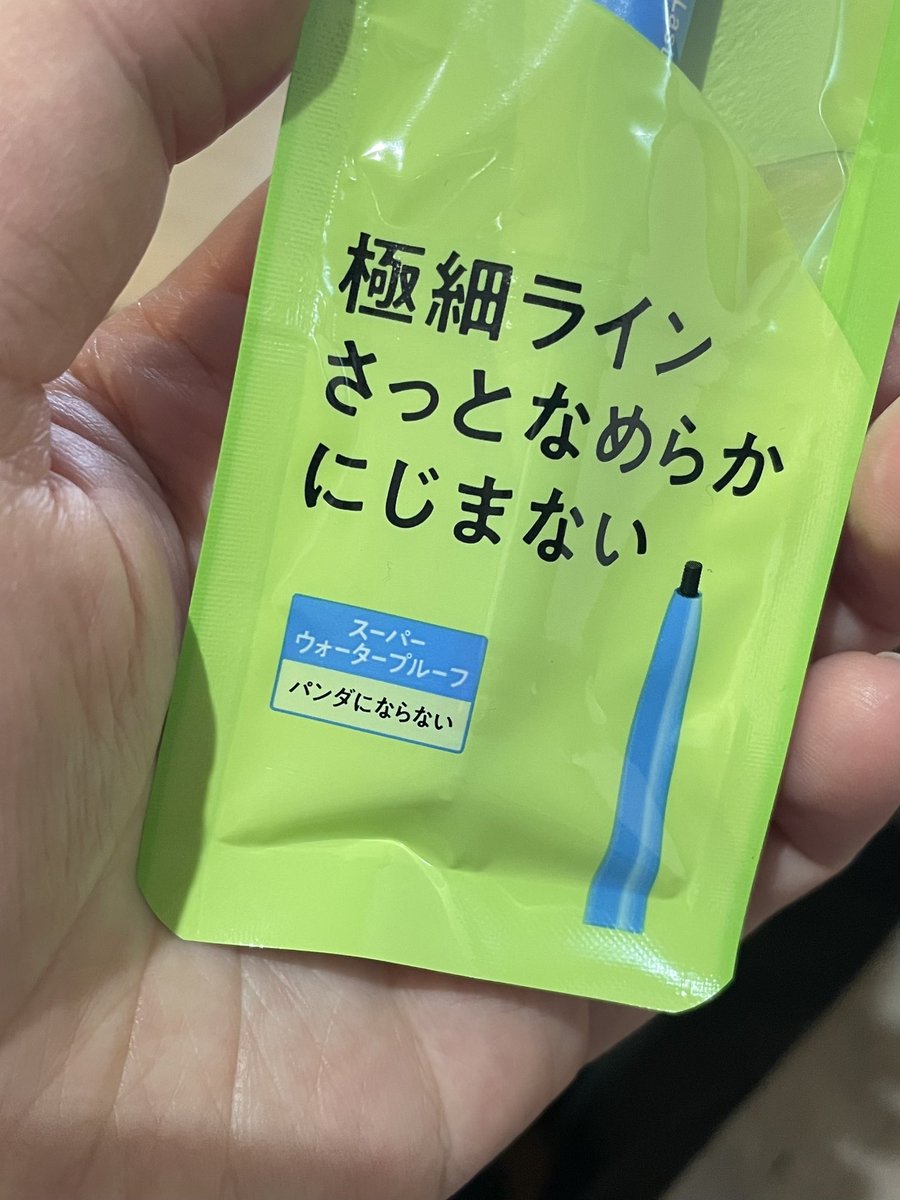 極細ライン
さっとなめらか
にじまない
スーパー
ウォータープルーフ
パンダにならない